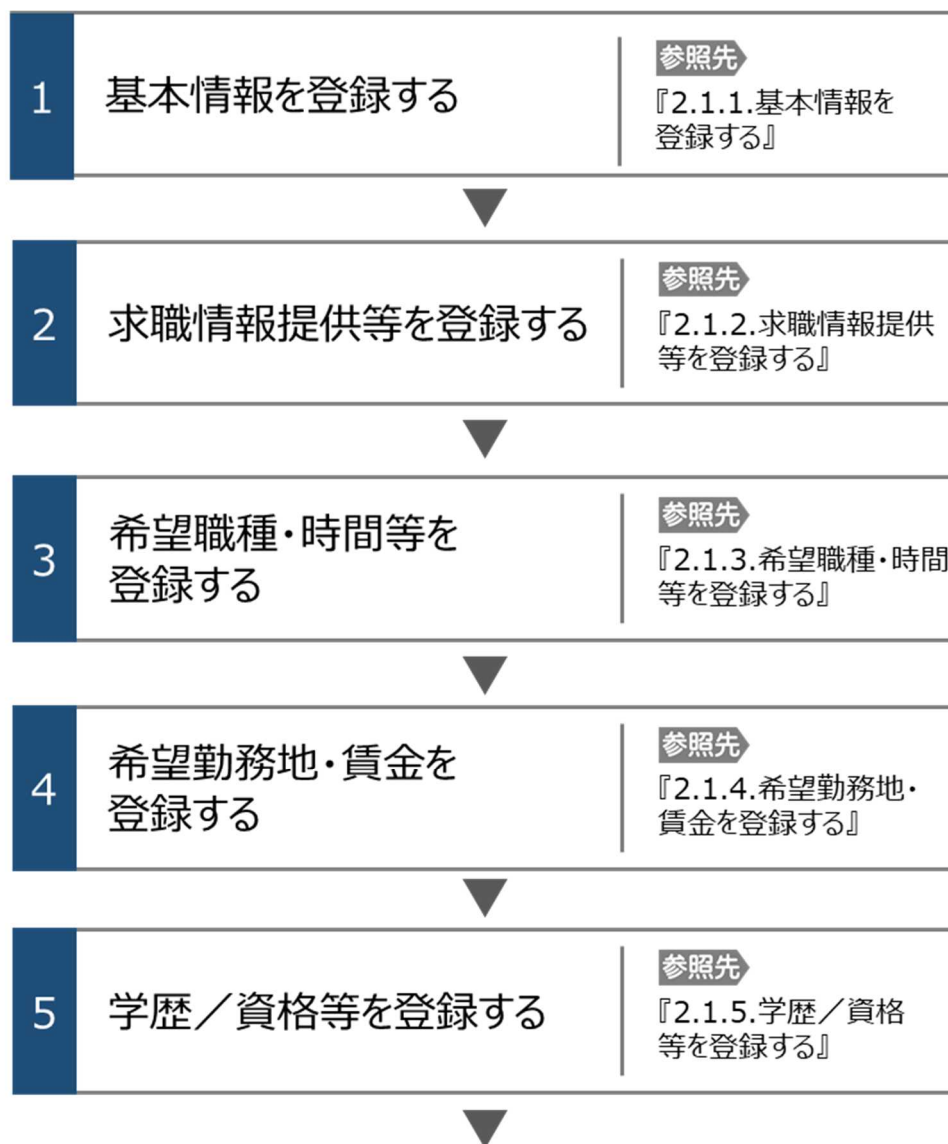 1
基本情報を登録する
参照先
『2.1.1.基本情報を
登録する』
2
求職情報提供等を登録する
参照先
『2.1.2.求職情報提供
等を登録する』
3
希望職種・時間等を
登録する
参照先
『2.1.3.希望職種・時間
等を登録する』
4
希望勤務地・賃金を
登録する
参照先
『2.1.4.希望勤務地・
賃金を登録する』
5
学歴／資格等を登録する
参照先
『2.1.5.学歴／資格
等を登録する』